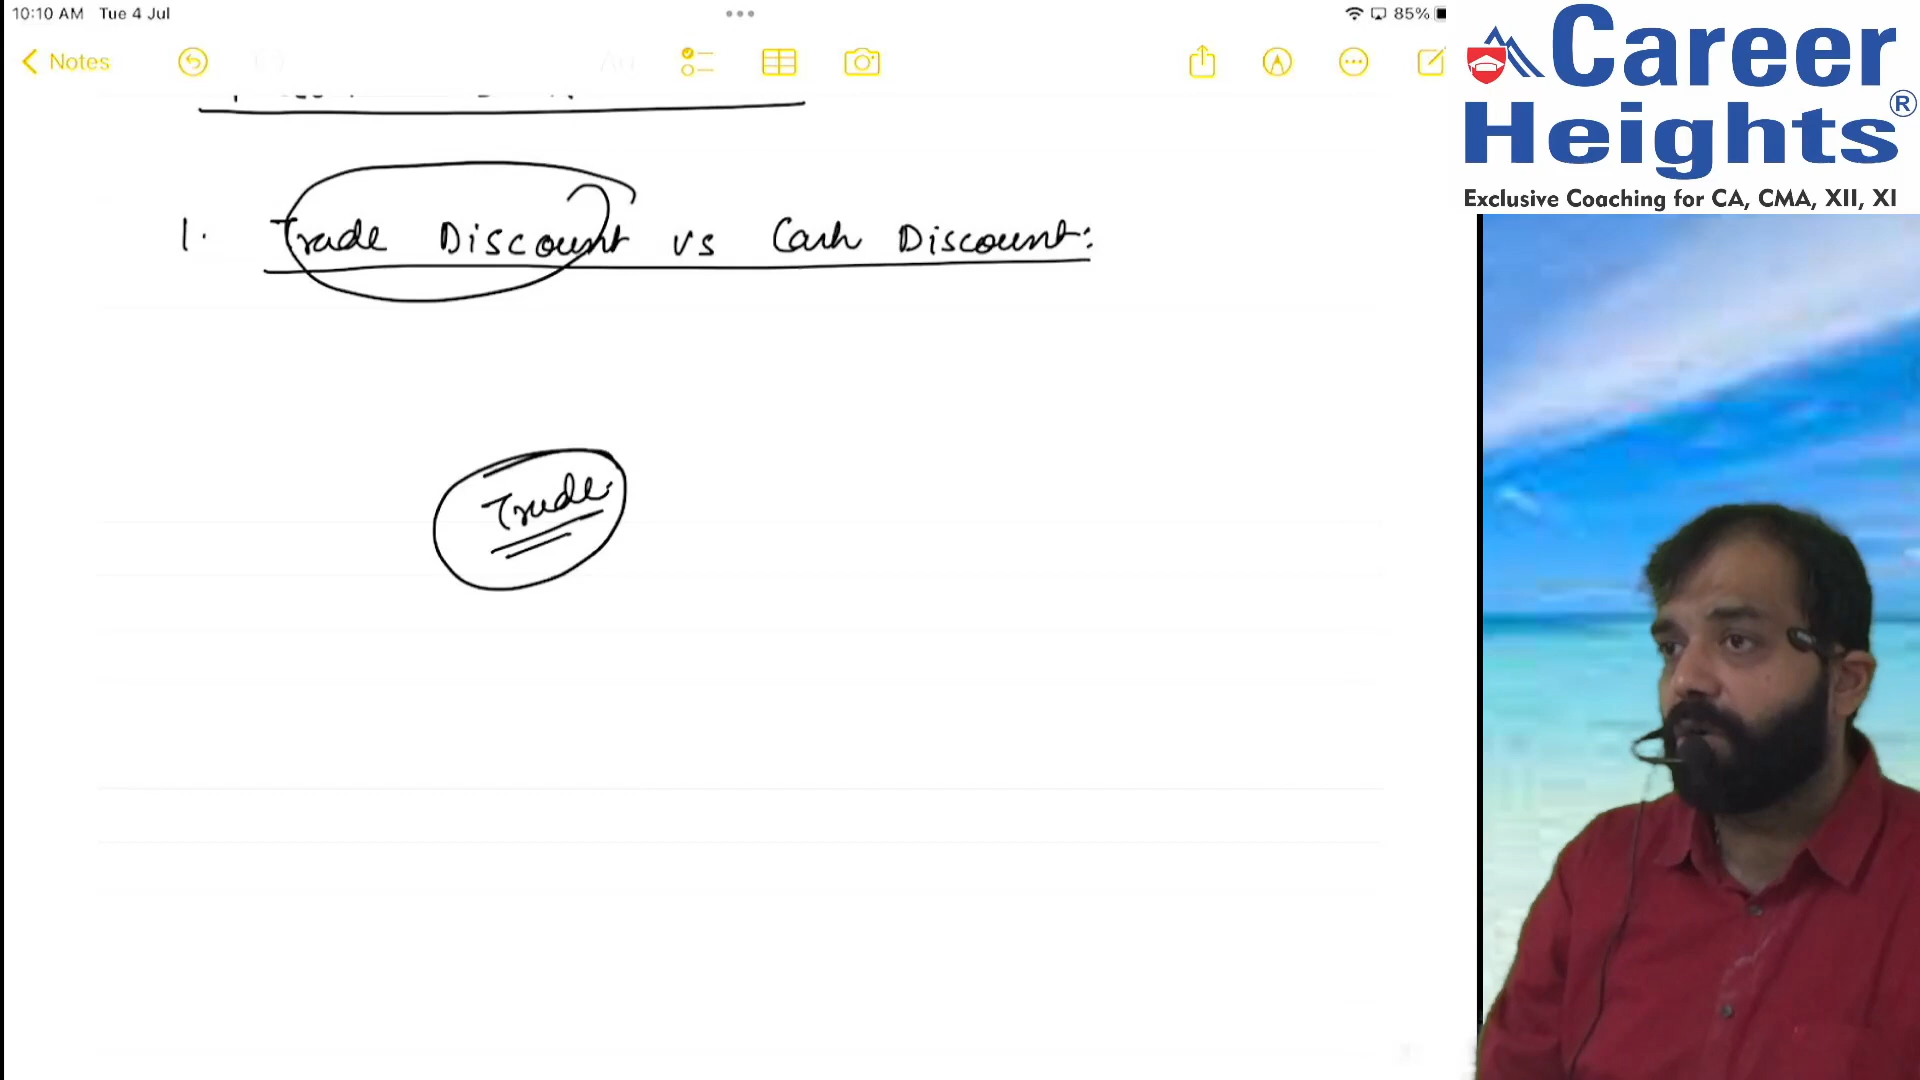 10:10 AM Tue 4 Jul
85%
Notes
Career
Heights®
Exclusive Coaching for CA, CMA, XII, XI
1. Trade Discount vs Cash Discount:
Trade